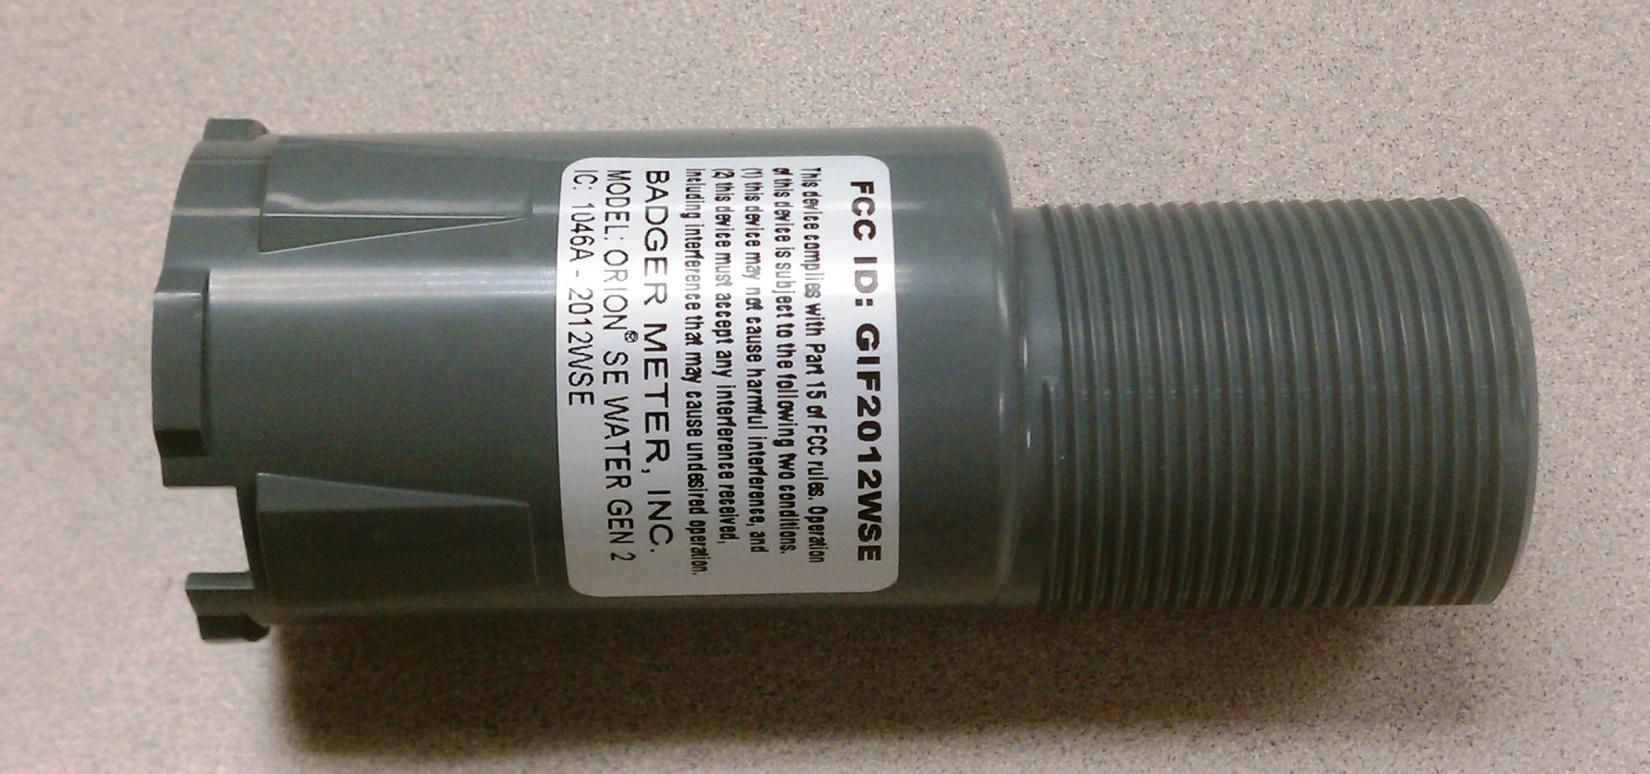 FCC ID: GIF2012WSE
This device complies with Part 15 of FCC rules. Operation
of this device is subject to the following two conditions.
(1) this device may not cause harmful interference, and
(2) this device must accept any interference received,
including interference that may cause undesired operation.
BADGER METER, INC.
MODEL: ORION® SE WATER GEN 2
IC: 1046A - 2012WSE